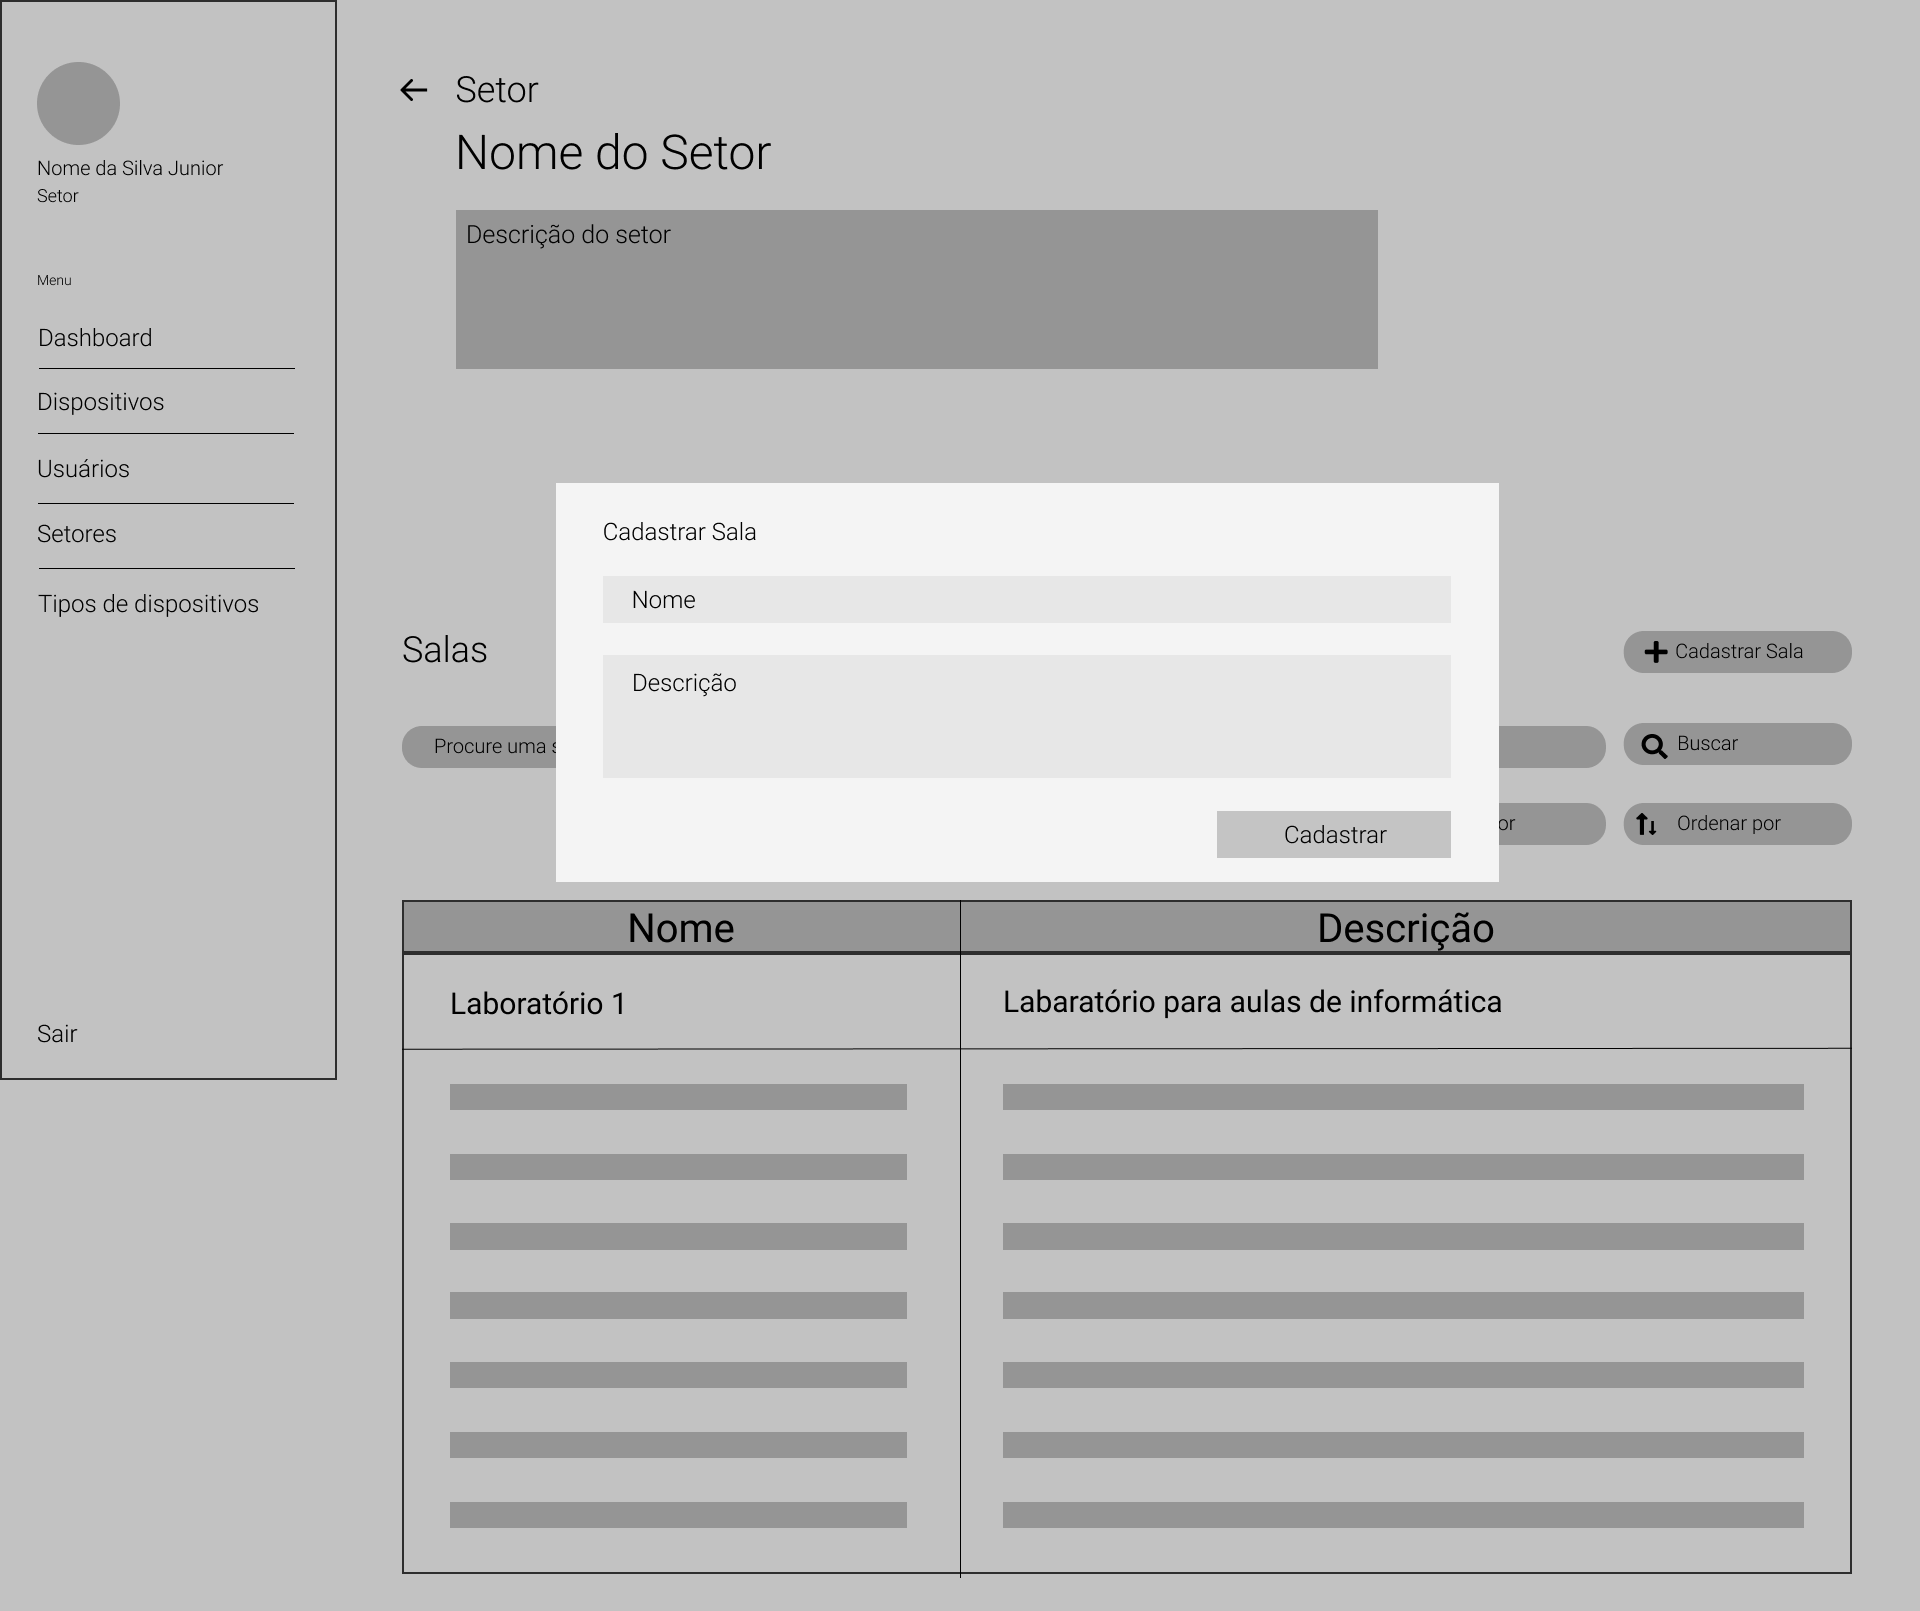 Nome da Silva Junior
Setor
Menu
Dashboard
Dispositivos
Usuários
Setores
Tipos de dispositivos
Sair
Setor
Nome do Setor
Descrição do setor
Cadastrar Sala
Nome
Descrição
Cadastrar
Salas
Cadastrar Sala
Procure uma
Buscar
or
Ordenar por
Nome
Descrição
Laboratório 1
Labaratório para aulas de informática